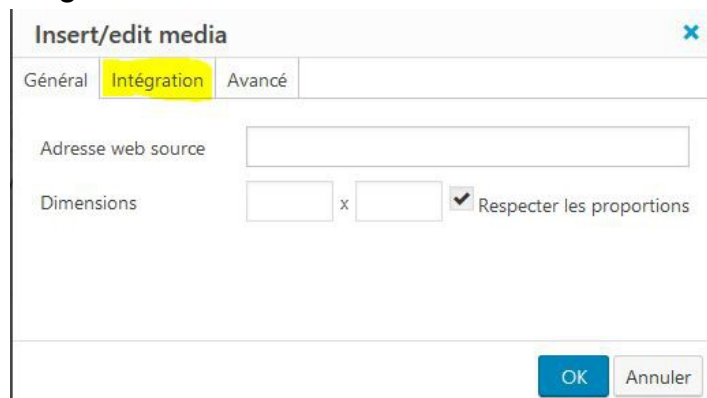 Insert/edit media ×
Général Intégration Avancé
Adresse web source
Dimensions x Respecter les proportions
OK Annuler